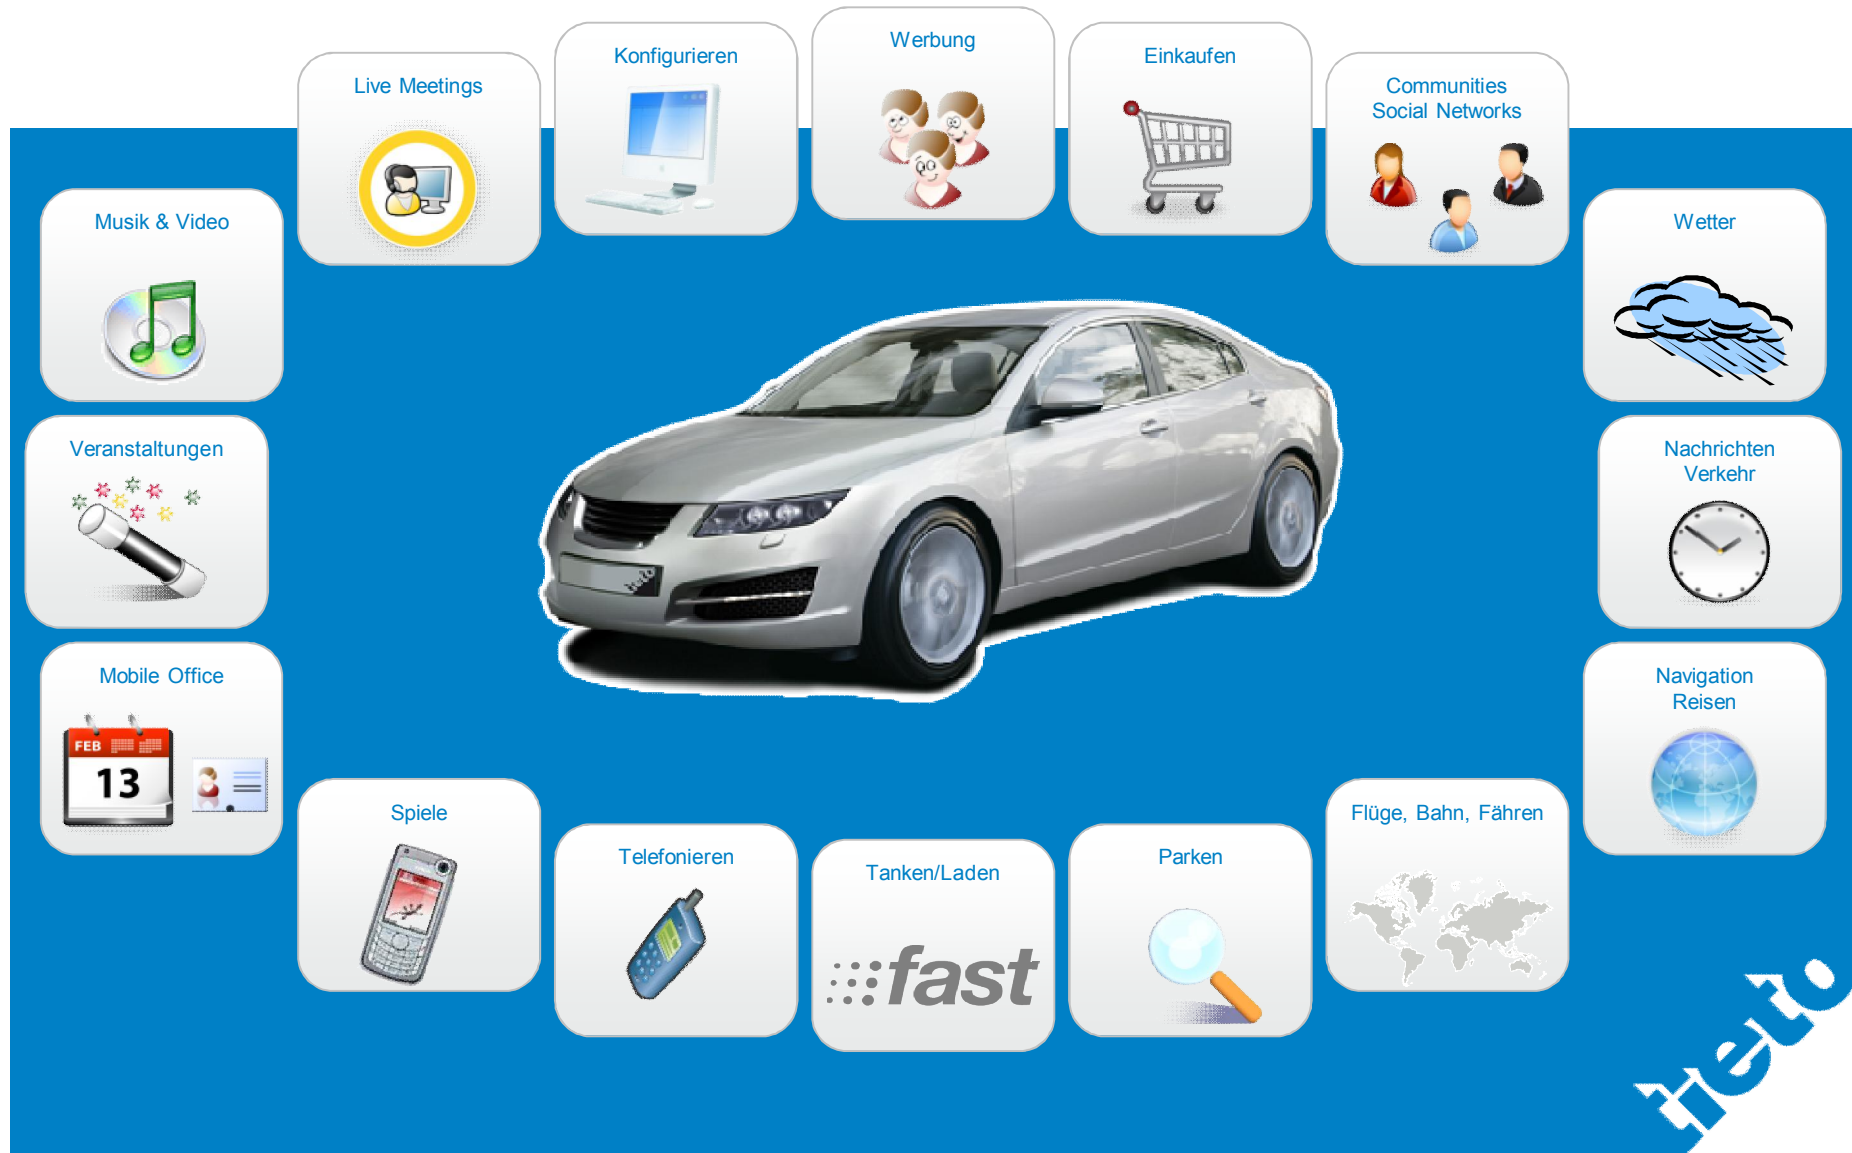 Werbung
Konfigurieren
Einkaufen
Live Meetings
Communities
Social Networks
Musik & Video
Wetter
Veranstaltungen
Nachrichten
Verkehr
Mobile Office
FEB
13
Navigation
Reisen
Spiele
Flüge, Bahn, Fähren
Telefonieren
Parken
Tanken/Laden
fast
tieto
tieto